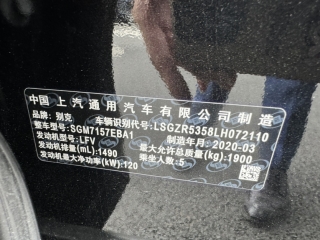 中国 上汽通用汽车有限公司制造
品牌：别克 车辆识别代号：LSGZR5358LH072110
整车型号：SGM7157EBA1 制造年月：2020-03
发动机型号：LFV 最大允许总质量(kg)：1900
发动机排量(mL)：1490 乘坐人数：5
发动机最大净功率(kW)：120